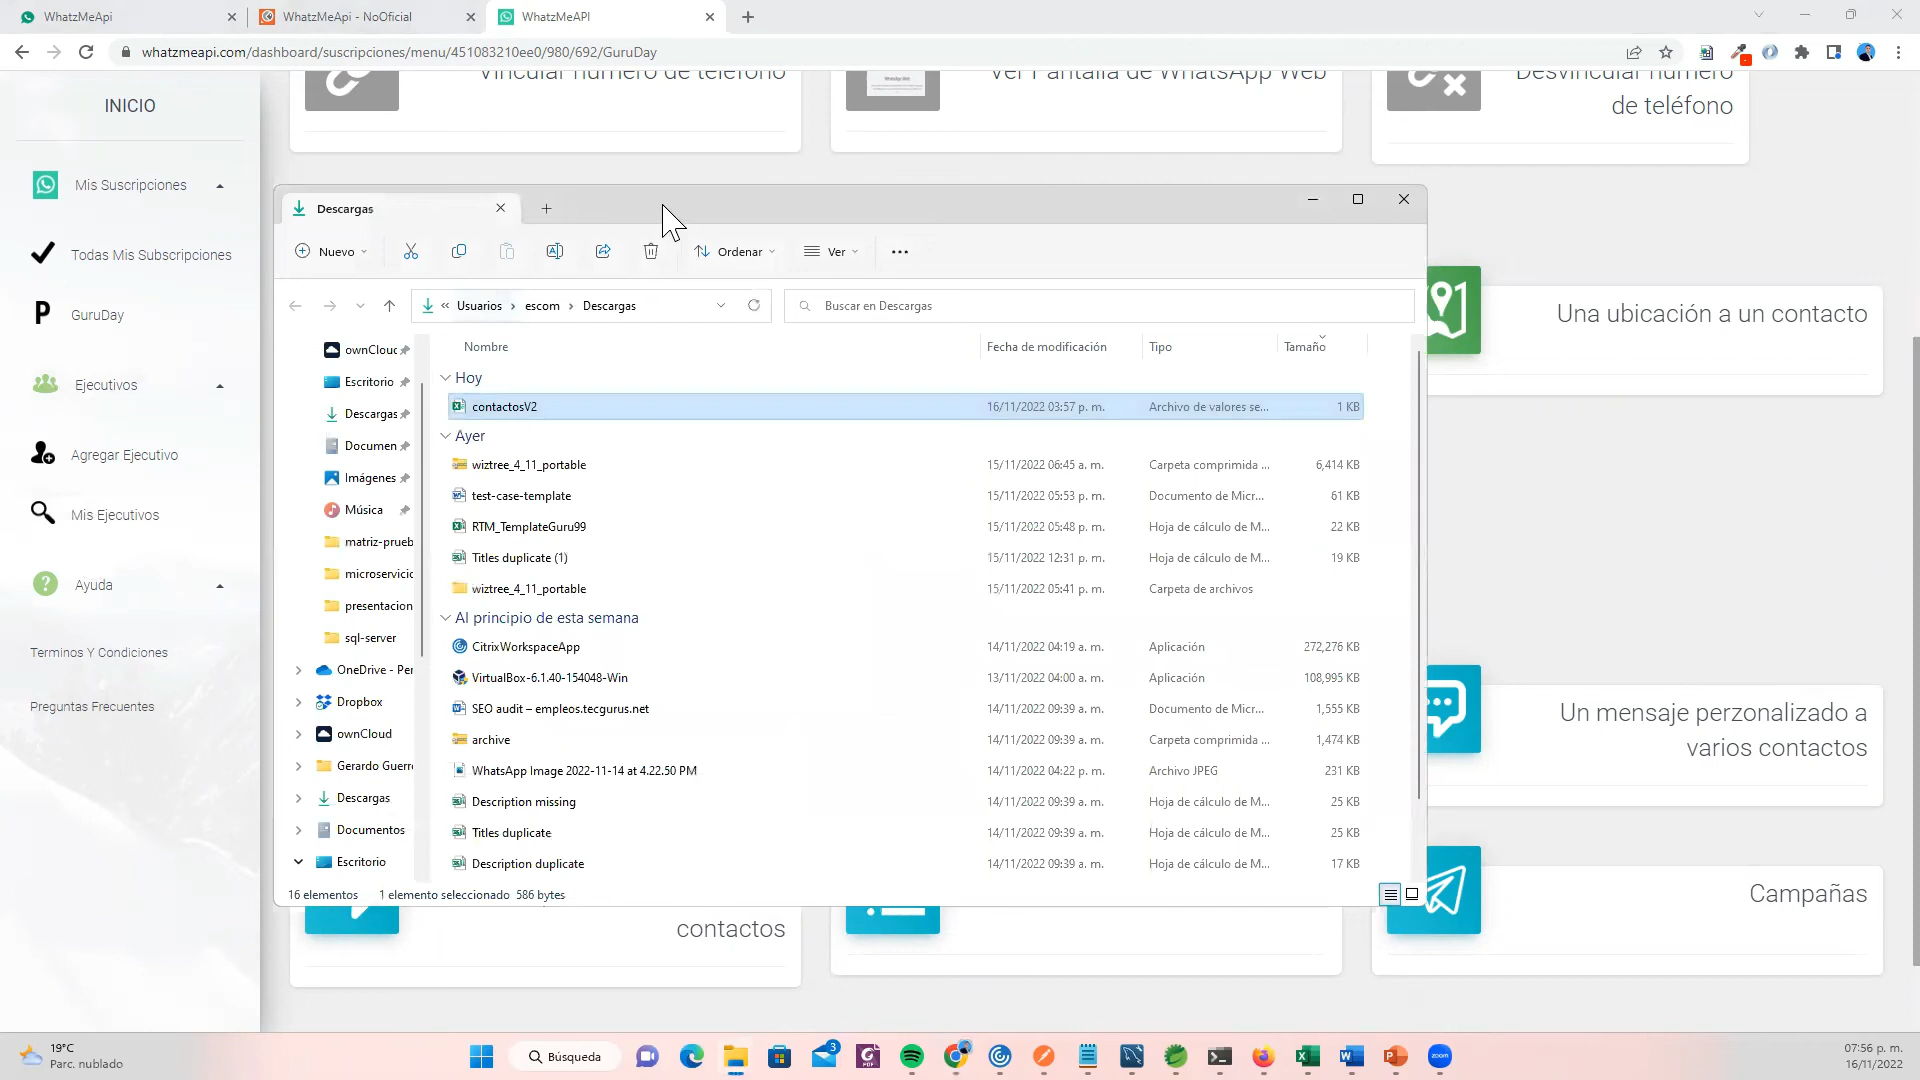 WhatzMeApi
WhatzMeApi - NoOficial
WhatzMeAPI
whatzmeapi.com/dashboard/suscripciones/menu/451083210ee0/980/692/GuruDay
INICIO
Mis Suscripciones
Todas Mis Subscripciones
P
GuruDay
Ejecutivos
Agregar Ejecutivo
Mis Ejecutivos
?
Ayuda
Terminos Y Condiciones
Preguntas Frecuentes
Vincular número de teléfono
Ver Pantalla de WhatsApp Web
Desvincular número
de teléfono
Descargas
Nuevo
Ordenar
Ver
Usuarios
escom
Descargas
Buscar en Descargas
ownClou
Escritorio
Descargas
Documen
Imágenes
Música
matriz-prueb
microservicio
presentacion
sql-server
OneDrive - Per
Dropbox
ownCloud
Gerardo Guerr
Descargas
Documentos
Escritorio
Nombre Fecha de modificación Tipo Tamaño
Hoy
contactosV2 16/11/2022 03:57 p. m. Archivo de valores se... 1 KB
Ayer
wiztree_4_11_portable 15/11/2022 06:45 a. m. Carpeta comprimida ... 6,414 KB
test-case-template 15/11/2022 05:53 p. m. Documento de Micr... 61 KB
RTM_TemplateGuru99 15/11/2022 05:48 p. m. Hoja de cálculo de M... 22 KB
Titles duplicate (1) 15/11/2022 12:31 p. m. Hoja de cálculo de M... 19 KB
wiztree_4_11_portable 15/11/2022 05:41 p. m. Carpeta de archivos
Al principio de esta semana
CitrixWorkspaceApp 14/11/2022 04:19 a. m. Aplicación 272,276 KB
VirtualBox-6.1.40-154048-Win 13/11/2022 04:00 a. m. Aplicación 108,995 KB
SEO audit – empleos.tecgurus.net 14/11/2022 09:39 a. m. Documento de Micr... 1,555 KB
archive 14/11/2022 09:39 a. m. Carpeta comprimida ... 1,474 KB
WhatsApp Image 2022-11-14 at 4.22.50 PM 14/11/2022 04:22 p. m. Archivo JPEG 231 KB
Description missing 14/11/2022 09:39 a. m. Hoja de cálculo de M... 25 KB
Titles duplicate 14/11/2022 09:39 a. m. Hoja de cálculo de M... 25 KB
Description duplicate 14/11/2022 09:39 a. m. Hoja de cálculo de M... 17 KB
16 elementos 1 elemento seleccionado 586 bytes
Una ubicación a un contacto
Un mensaje perzonalizado a
varios contactos
contactos
Campañas
19°C
Parc. nublado
Búsqueda
3
zoom
07:56 p. m.
16/11/2022